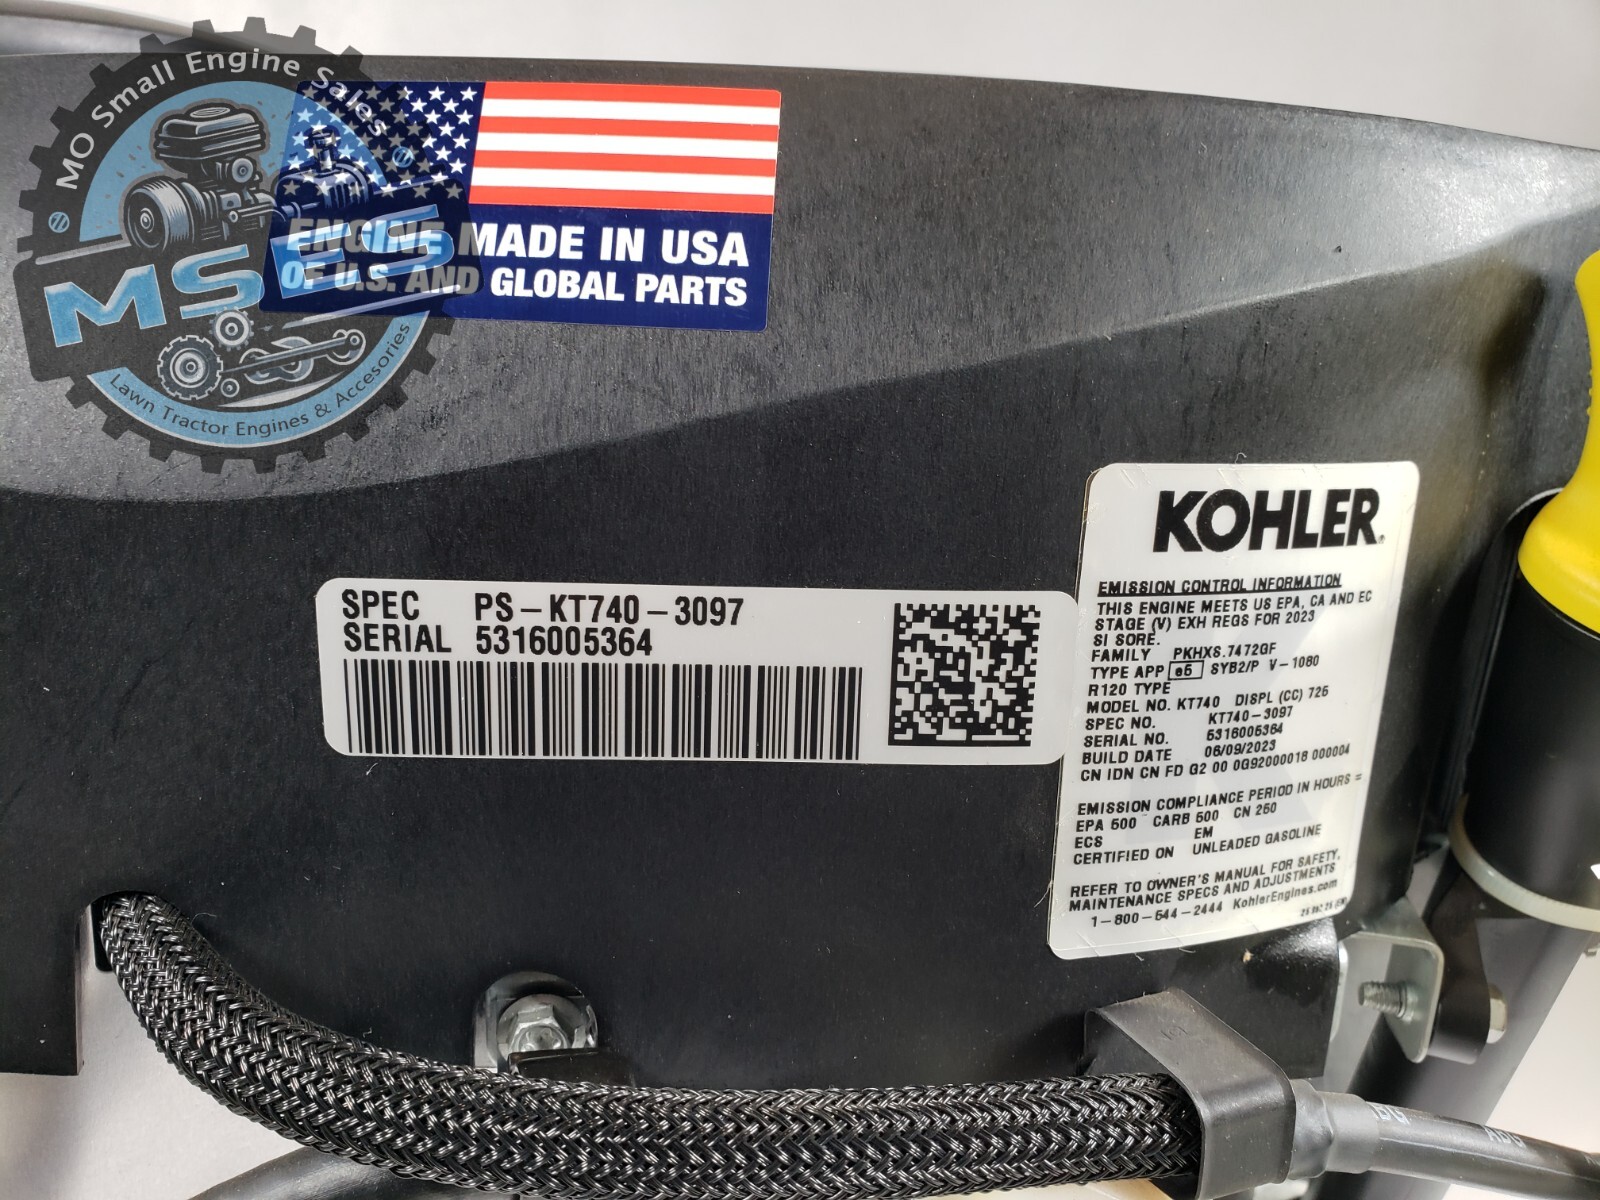 MO Small Engine Sales
MSES
Lawn Tractor Engines & Accesories
ENGINE MADE IN USA
OF U.S. AND GLOBAL PARTS
SPEC PS-KT740-3097
SERIAL 5316005364
KOHLER
EMISSION CONTROL INFORMATION
THIS ENGINE MEETS US EPA, CA AND EC
STAGE (V) EXH REGS FOR 2023
SI SORE.
FAMILY PKHXS.7472GF
TYPE APP e5 SYB2/P V-1080
R120 TYPE
MODEL NO. KT740 DISPL (CC) 725
SPEC NO. KT740-3097
SERIAL NO. 5316005364
BUILD DATE 06/09/2023
CN IDN CN FD G2 00 0G92000018 000004
EMISSION COMPLIANCE PERIOD IN HOURS =
EPA 500 CARB 500 CN 250
ECS EM
CERTIFIED ON UNLEADED GASOLINE
REFER TO OWNER'S MANUAL FOR SAFETY,
MAINTENANCE SPECS AND ADJUSTMENTS
1-800-544-2444 KohlerEngines.com